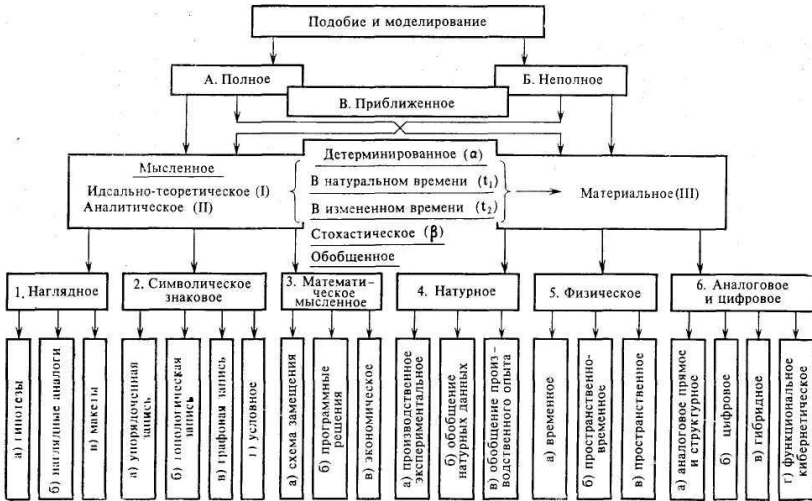 Подобие и моделирование
А. Полное
Б. Неполное
В. Приближенное
Мысленное
Идеально-теоретическое (I)
Аналитическое (II)
Детерминированное (α)
В натуральном времени (t₁)
В измененном времени (t₂)
Стохастическое (β)
Обобщенное
Материальное (III)
1. Наглядное
2. Символическое
знаковое
3. Математи-
ческое
мысленное
4. Натурное
5. Физическое
6. Аналоговое
и цифровое
а) гипотезы
б) наглядные аналоги
в) макеты
а) упорядоченная
запись
б) топологическая
запись
в) графовая запись
г) условное
а) схема замещения
б) программные
решения
в) экономическое
а) производственное
экспериментальное
б) обобщение
натурных данных
в) обобщение произ-
водственного опыта
а) временное
б) пространственно-
временное
в) пространственное
а) аналоговое прямое
и структурное
б) цифровое
в) гибридное
г) функциональное
кибернетическое